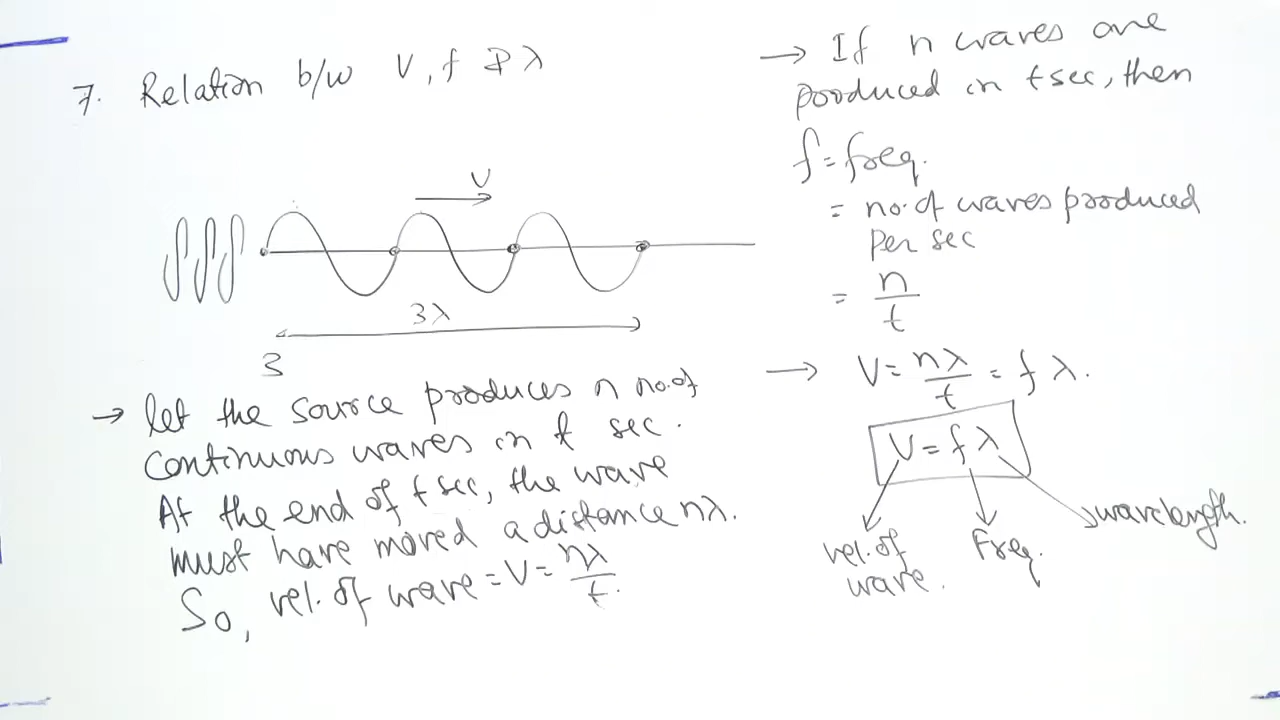 7. Relation b/w V, f & λ
V
3λ
3
→ let the source produces n no.of
continuous waves in t sec.
At the end of t sec, the wave
must have moved a distance nλ.
So, vel. of wave = V = nλ/t.
→ If n waves are
produced in t sec, then
f = freq.
= no. of waves produced
per sec
= n/t
→ V = nλ/t = f λ.
V = f λ
vel. of
wave.
Freq.
wavelength.